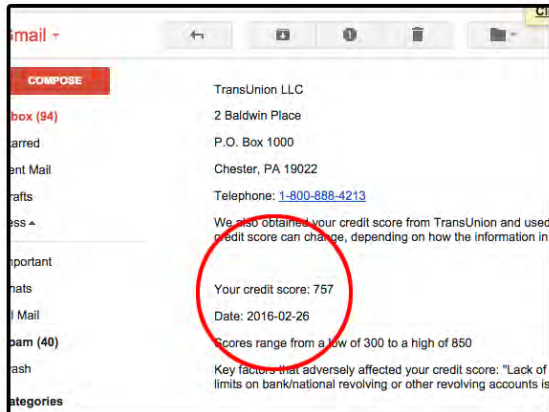 Gmail
COMPOSE
box (94)
arred
ent Mail
rafts
ess
nportant
hats
l Mail
pam (40)
ash
ategories
TransUnion LLC
2 Baldwin Place
P.O. Box 1000
Chester, PA 19022
Telephone: 1-800-888-4213
We also obtained your credit score from TransUnion and used
credit score can change, depending on how the information in
Your credit score: 757
Date: 2016-02-26
Scores range from a low of 300 to a high of 850
Key factors that adversely affected your credit score: "Lack of
limits on bank/national revolving or other revolving accounts is